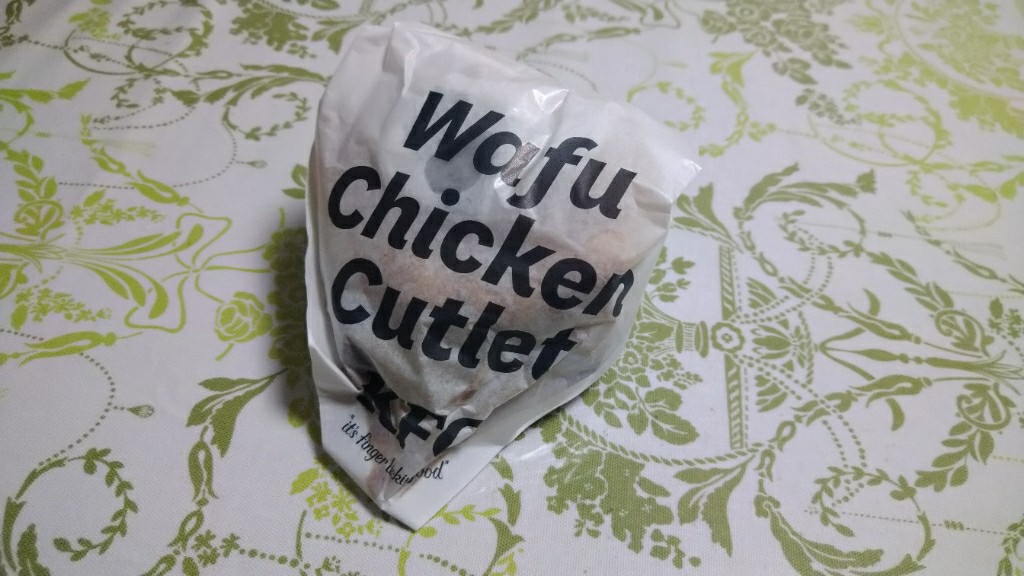 Wafu
Chicken
Cutlet
KFC
"it's finger lickin' good"